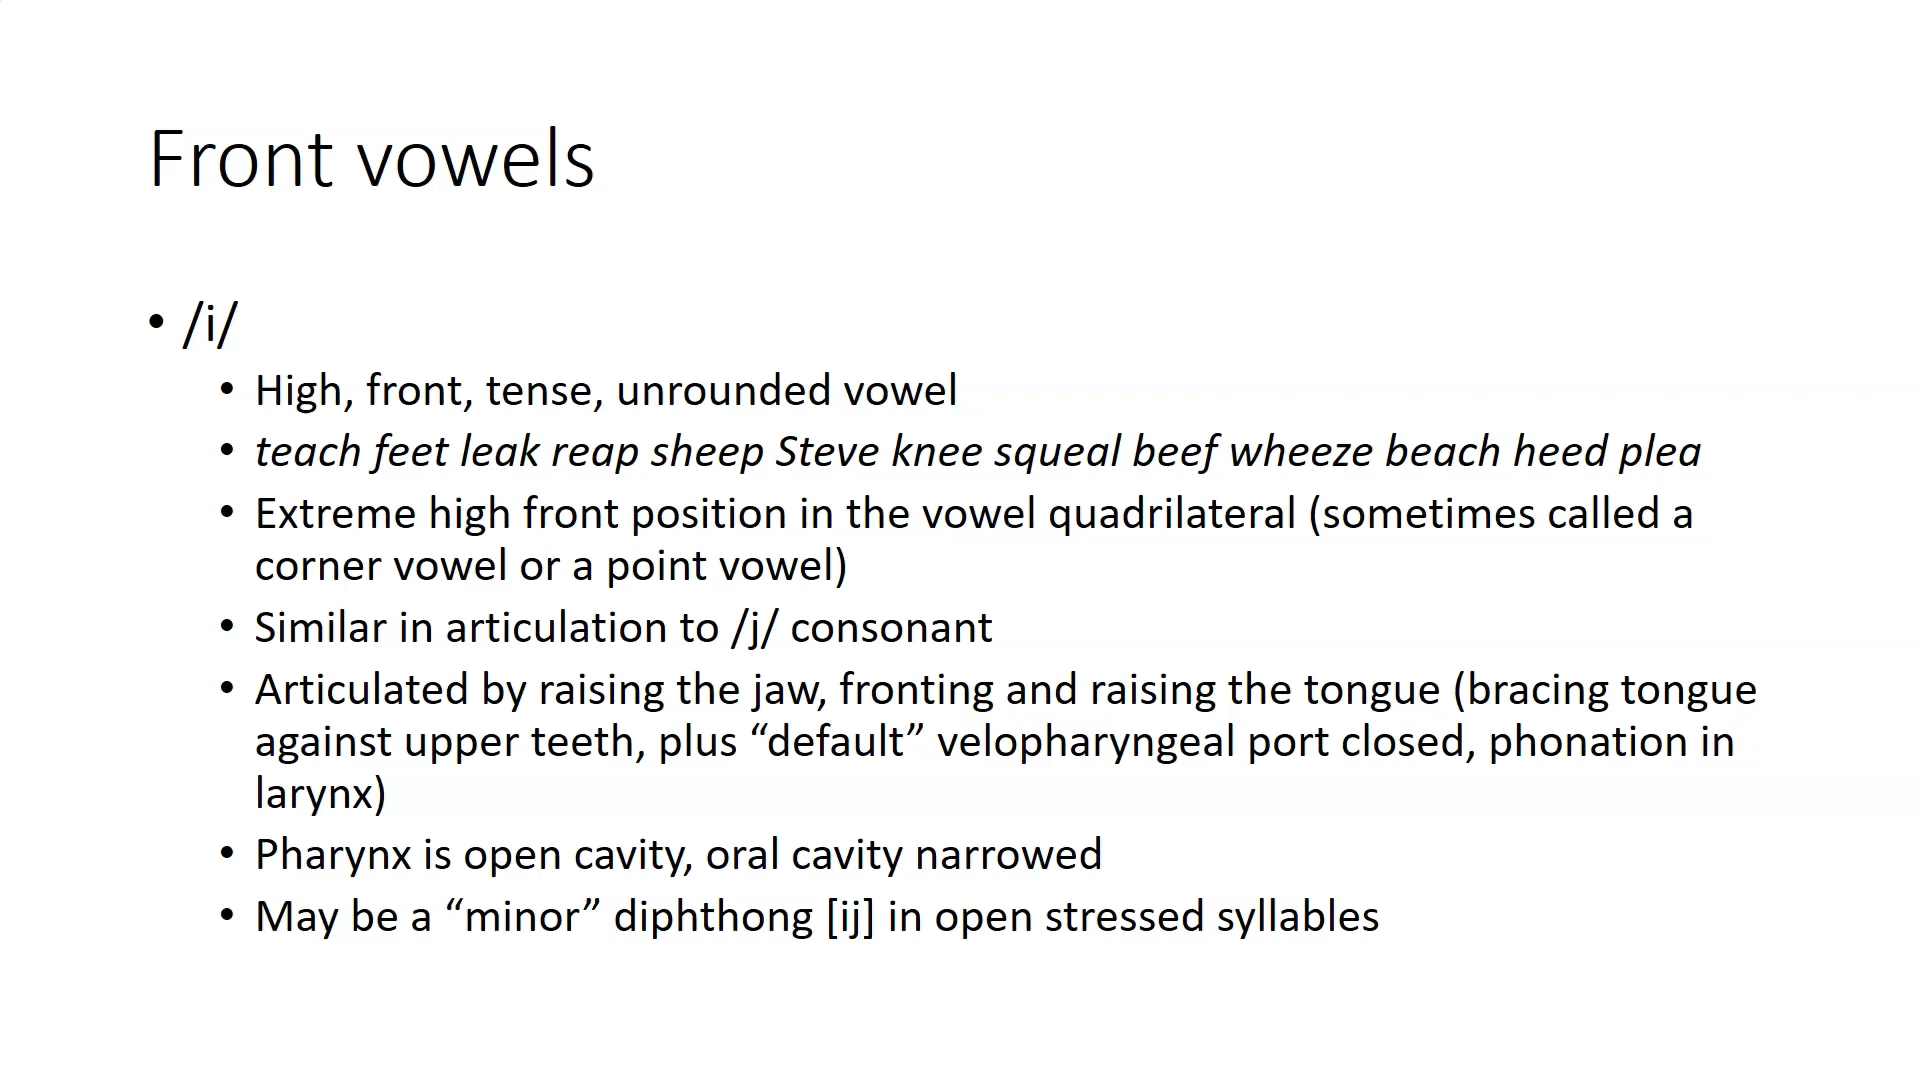 Front vowels
• /i/
• High, front, tense, unrounded vowel
• teach feet leak reap sheep Steve knee squeal beef wheeze beach heed plea
• Extreme high front position in the vowel quadrilateral (sometimes called a
corner vowel or a point vowel)
• Similar in articulation to /j/ consonant
• Articulated by raising the jaw, fronting and raising the tongue (bracing tongue
against upper teeth, plus “default” velopharyngeal port closed, phonation in
larynx)
• Pharynx is open cavity, oral cavity narrowed
• May be a “minor” diphthong [ij] in open stressed syllables